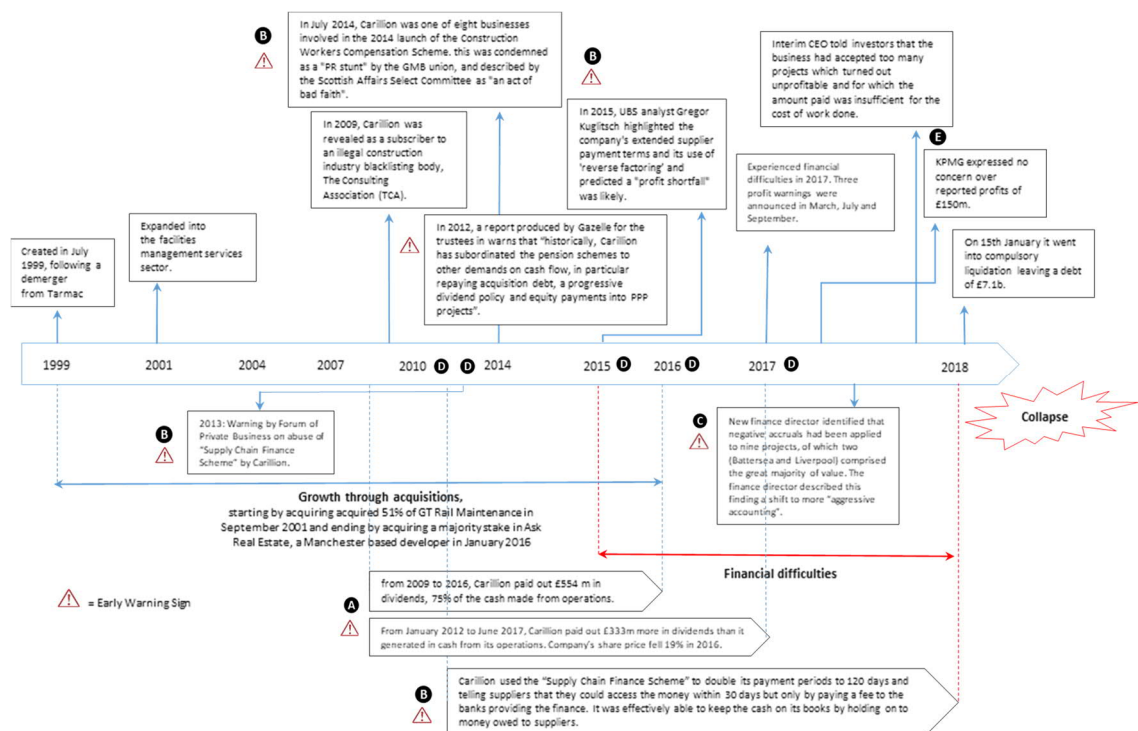 B
In July 2014, Carillion was one of eight businesses
involved in the 2014 launch of the Construction
Workers Compensation Scheme. this was condemned
as a "PR stunt" by the GMB union, and described by
the Scottish Affairs Select Committee as "an act of
bad faith".
B
In 2015, UBS analyst Gregor
Kuglitsch highlighted the
company's extended supplier
payment terms and its use of
'reverse factoring' and
predicted a "profit shortfall"
was likely.
Interim CEO told investors that the
business had accepted too many
projects which turned out
unprofitable and for which the
amount paid was insufficient for the
cost of work done.
In 2009, Carillion was
revealed as a subscriber to
an illegal construction
industry blacklisting body,
The Consulting
Association (TCA).
E
KPMG expressed no
concern over
reported profits of
£150m.
Experienced financial
difficulties in 2017. Three
profit warnings were
announced in March, July and
September.
Created in July
1999, following a
demerger
from Tarmac
Expanded into
the facilities
management services
sector.
In 2012, a report produced by Gazelle for the
trustees in warns that "historically, Carillion
has subordinated the pension schemes to
other demands on cash flow, in particular
repaying acquisition debt, a progressive
dividend policy and equity payments into PPP
projects".
On 15th January it went
into compulsory
liquidation leaving a debt
of £7.1b.
1999 2001 2004 2007 2010 D D 2014 2015 D 2016 D 2017 D 2018
Collapse
B
2013: Warning by Forum of
Private Business on abuse of
"Supply Chain Finance
Scheme" by Carillion.
C
New finance director identified that
negative accruals had been applied
to nine projects, of which two
(Battersea and Liverpool) comprised
the great majority of value. The
finance director described this
finding a shift to more "aggressive
accounting".
Growth through acquisitions,
starting by acquiring acquired 51% of GT Rail Maintenance in
September 2001 and ending by acquiring a majority stake in Ask
Real Estate, a Manchester based developer in January 2016
Financial difficulties
= Early Warning Sign
from 2009 to 2016, Carillion paid out £554 m in
dividends, 75% of the cash made from operations.
A
From January 2012 to June 2017, Carillion paid out £333m more in dividends than it
generated in cash from its operations. Company's share price fell 19% in 2016.
B
Carillion used the "Supply Chain Finance Scheme" to double its payment periods to 120 days and
telling suppliers that they could access the money within 30 days but only by paying a fee to the
banks providing the finance. It was effectively able to keep the cash on its books by holding on to
money owed to suppliers.